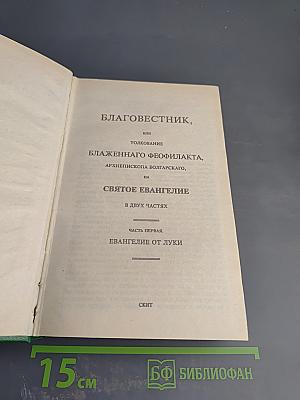 БЛАГОВЕСТНИК,
ИЛИ
ТОЛКОВАНИЕ
БЛАЖЕННАГО ФЕОФИЛАКТА,
АРХИЕПИСКОПА БОЛГАРСКАГО,
НА
СВЯТОЕ ЕВАНГЕЛИЕ
В ДВУХ ЧАСТЯХ
ЧАСТЬ ПЕРВАЯ.
ЕВАНГЕЛИЕ ОТ ЛУКИ
СКИТ
15 СМ
БФ БИБЛИОФАН